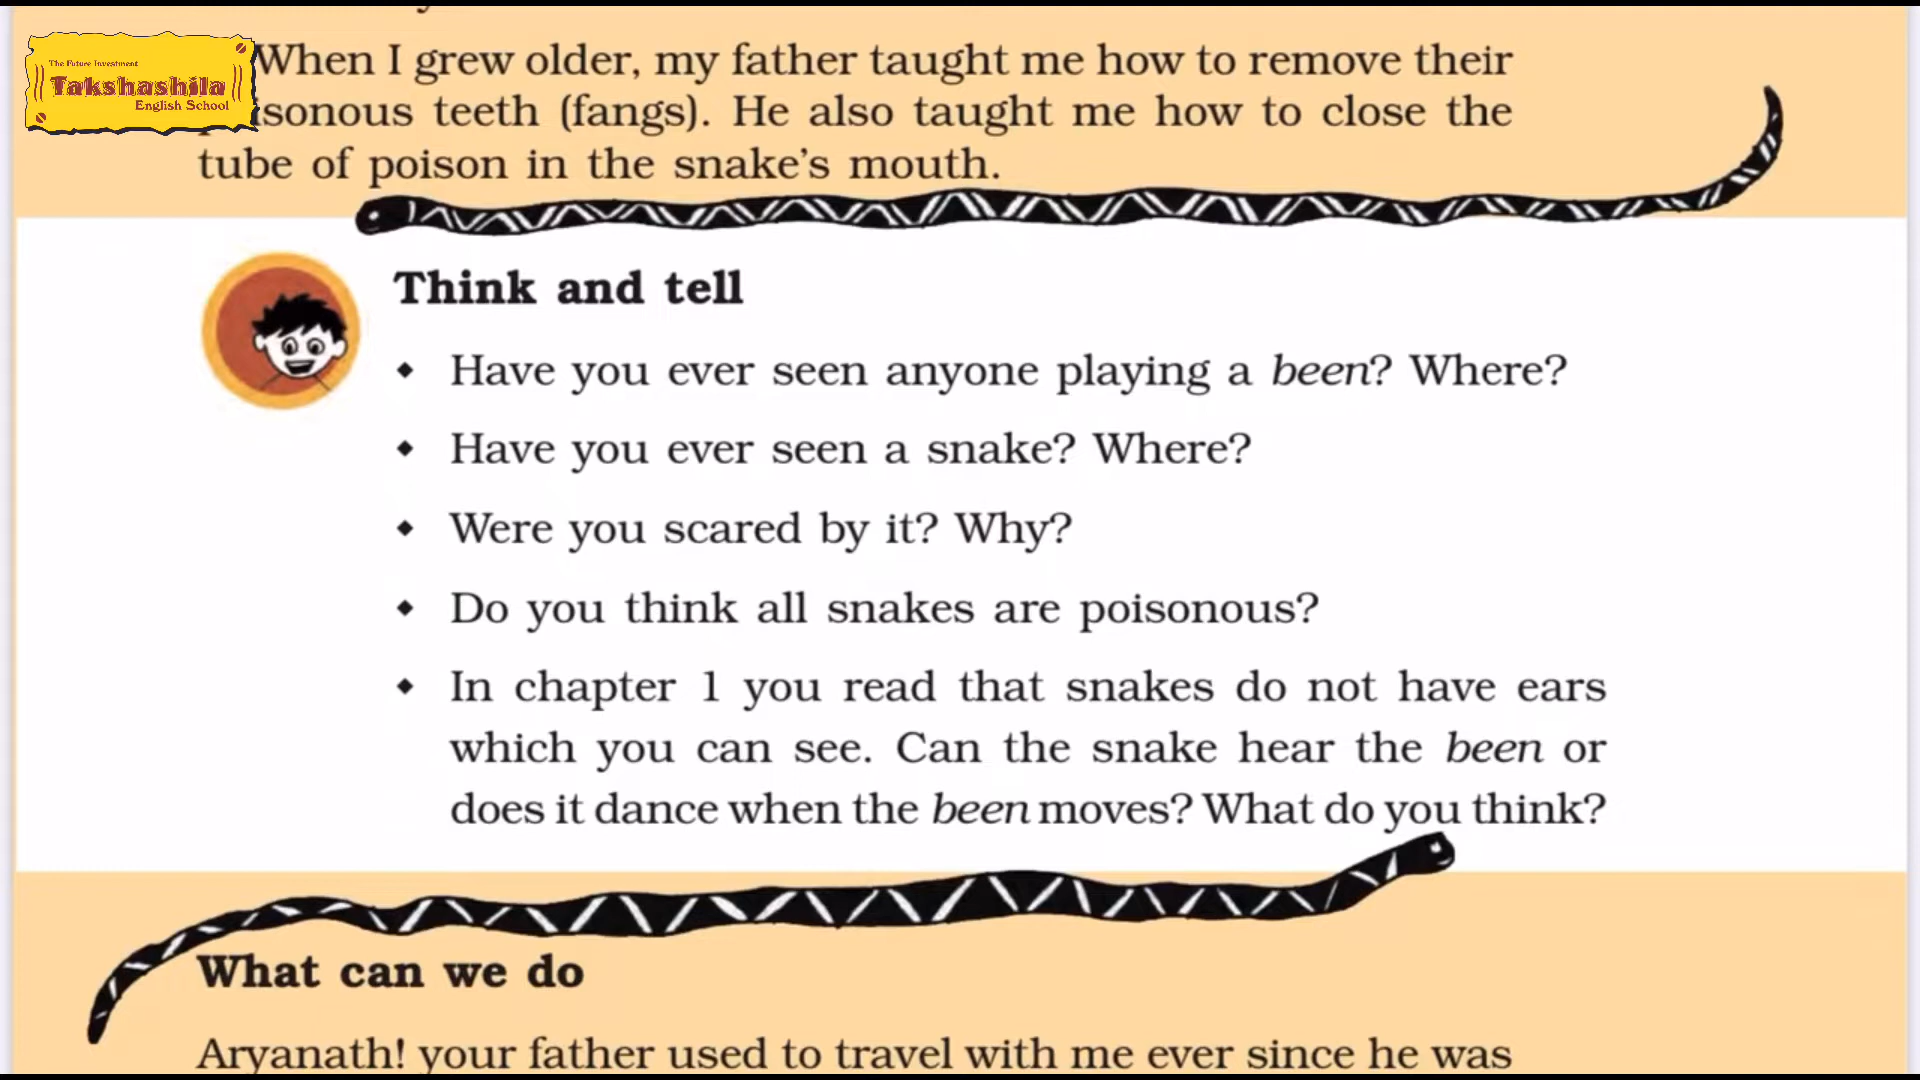 The Future Investment
Takshashila
English School
When I grew older, my father taught me how to remove their
isonous teeth (fangs). He also taught me how to close the
tube of poison in the snake's mouth.
Think and tell
◆ Have you ever seen anyone playing a been? Where?
◆ Have you ever seen a snake? Where?
◆ Were you scared by it? Why?
◆ Do you think all snakes are poisonous?
◆ In chapter 1 you read that snakes do not have ears
which you can see. Can the snake hear the been or
does it dance when the been moves? What do you think?
What can we do
Aryanath! your father used to travel with me ever since he was